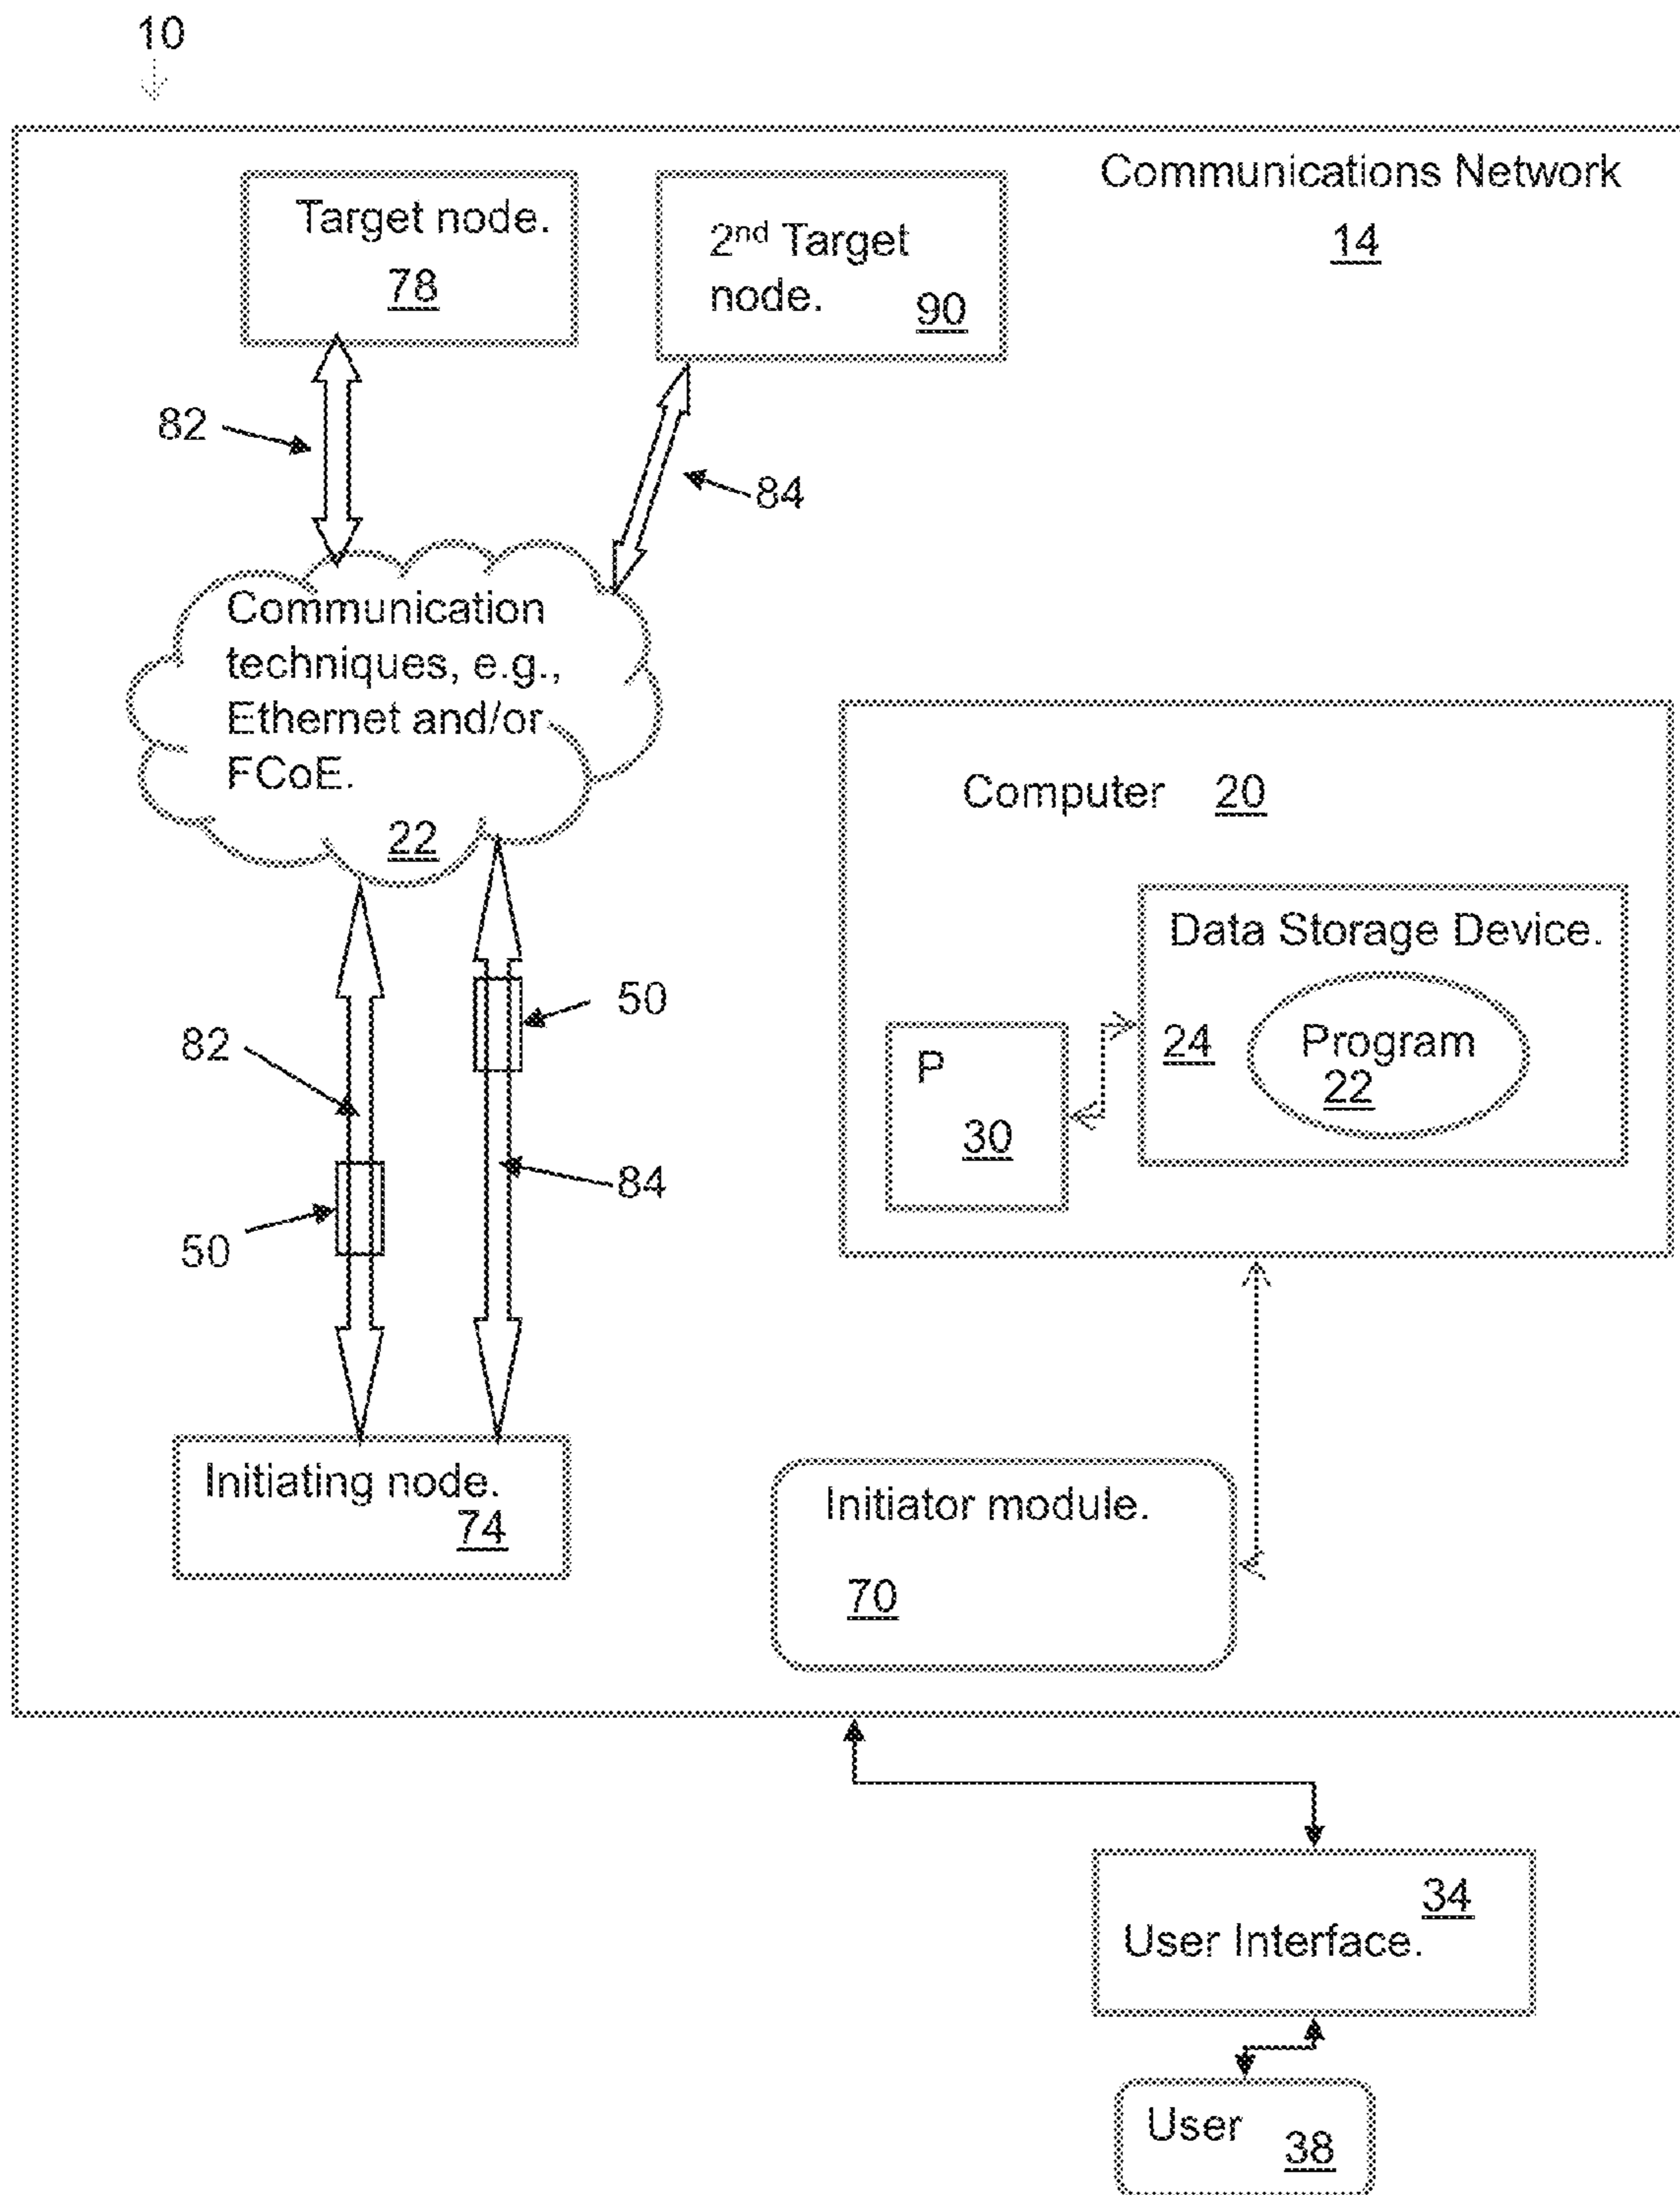 10
Communications Network
14
Target node.
78
2nd Target
node.
90
82
84
Communication
techniques, e.g.,
Ethernet and/or
FCoE.
22
Computer 20
Data Storage Device.
24
Program
22
P
30
50
82
84
50
Initiating node.
74
Initiator module.
70
34
User Interface.
User
38